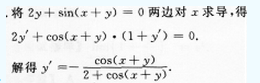 .将 2y+sin(x+y)=0 两边对 x 求导,得
2y′+cos(x+y)•(1+y′)=0.
解得 y′=-cos(x+y)/(2+cos(x+y)).